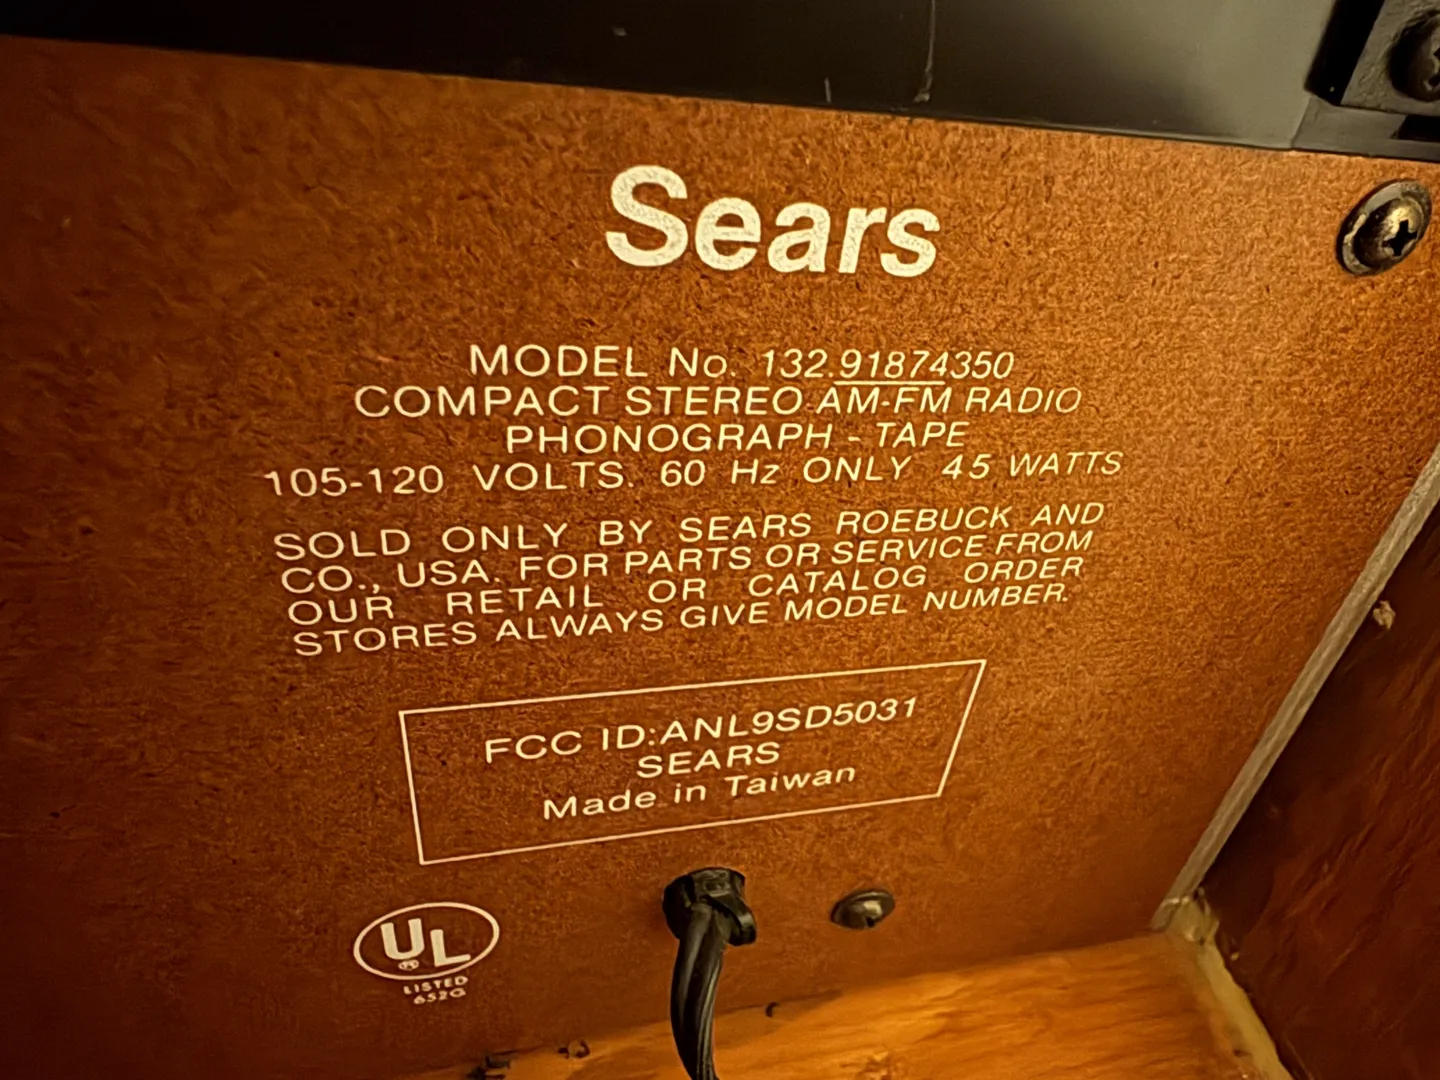 Sears
MODEL No. 132.91874350
COMPACT STEREO AM-FM RADIO
PHONOGRAPH - TAPE
105-120 VOLTS. 60 Hz ONLY 45 WATTS
SOLD ONLY BY SEARS ROEBUCK AND
CO., USA. FOR PARTS OR SERVICE FROM
OUR RETAIL OR CATALOG ORDER
STORES ALWAYS GIVE MODEL NUMBER.
FCC ID:ANL9SD5031
SEARS
Made in Taiwan
UL
®
LISTED
652G